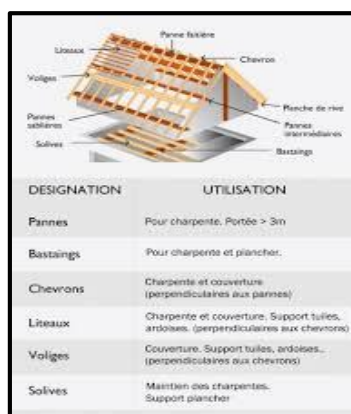 Panne faîtière
Liteaux
Chevron
Voliges
Planche de rive
Pannes sablières
Pannes intermédiaires
Solives
Bastaings
DESIGNATION UTILISATION
Pannes Pour charpente. Portée > 3m
Bastaings Pour charpente et plancher.
Chevrons Charpente et couverture
(perpendiculaires aux pannes)
Liteaux Charpente et couverture. Support tuiles,
ardoises. (perpendiculaires aux chevrons)
Voliges Couverture. Support tuiles, ardoises..
(perpendiculaires aux chevrons)
Solives Maintien des charpentes.
Support plancher